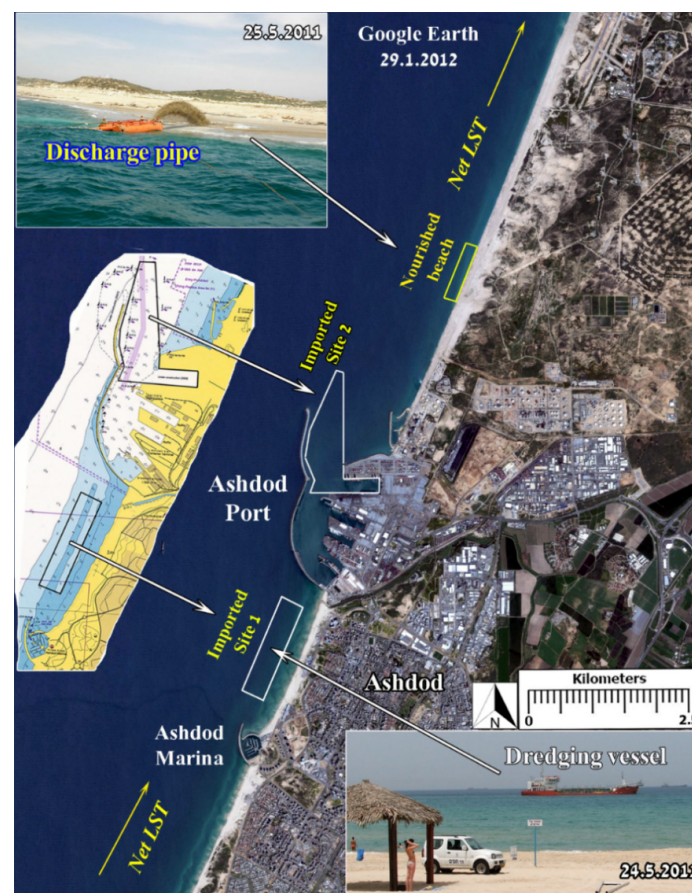 25.5.2011
Google Earth
29.1.2012
Net LST
Discharge pipe
Nourished
beach
Imported
Site 2
Ashdod
Port
Imported
Site 1
Ashdod
Kilometers
N
0
2.5
Ashdod
Marina
Dredging vessel
Net LST
24.5.2011